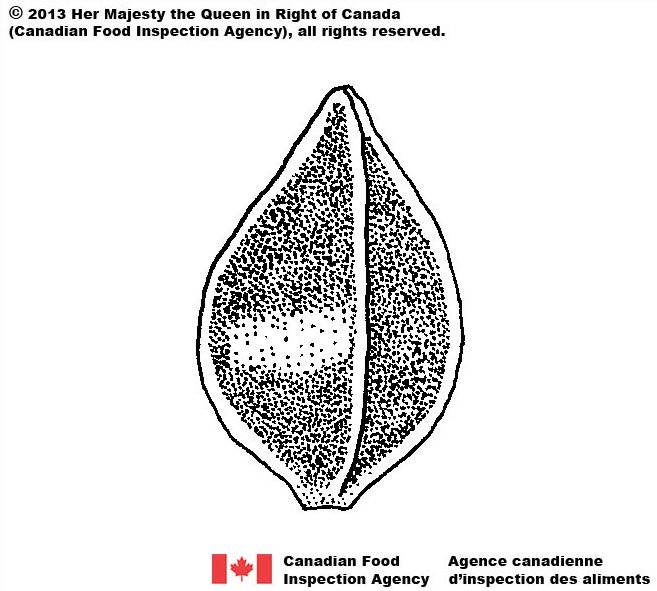 © 2013 Her Majesty the Queen in Right of Canada
(Canadian Food Inspection Agency), all rights reserved.
Canadian Food
Inspection Agency
Agence canadienne
d’inspection des aliments